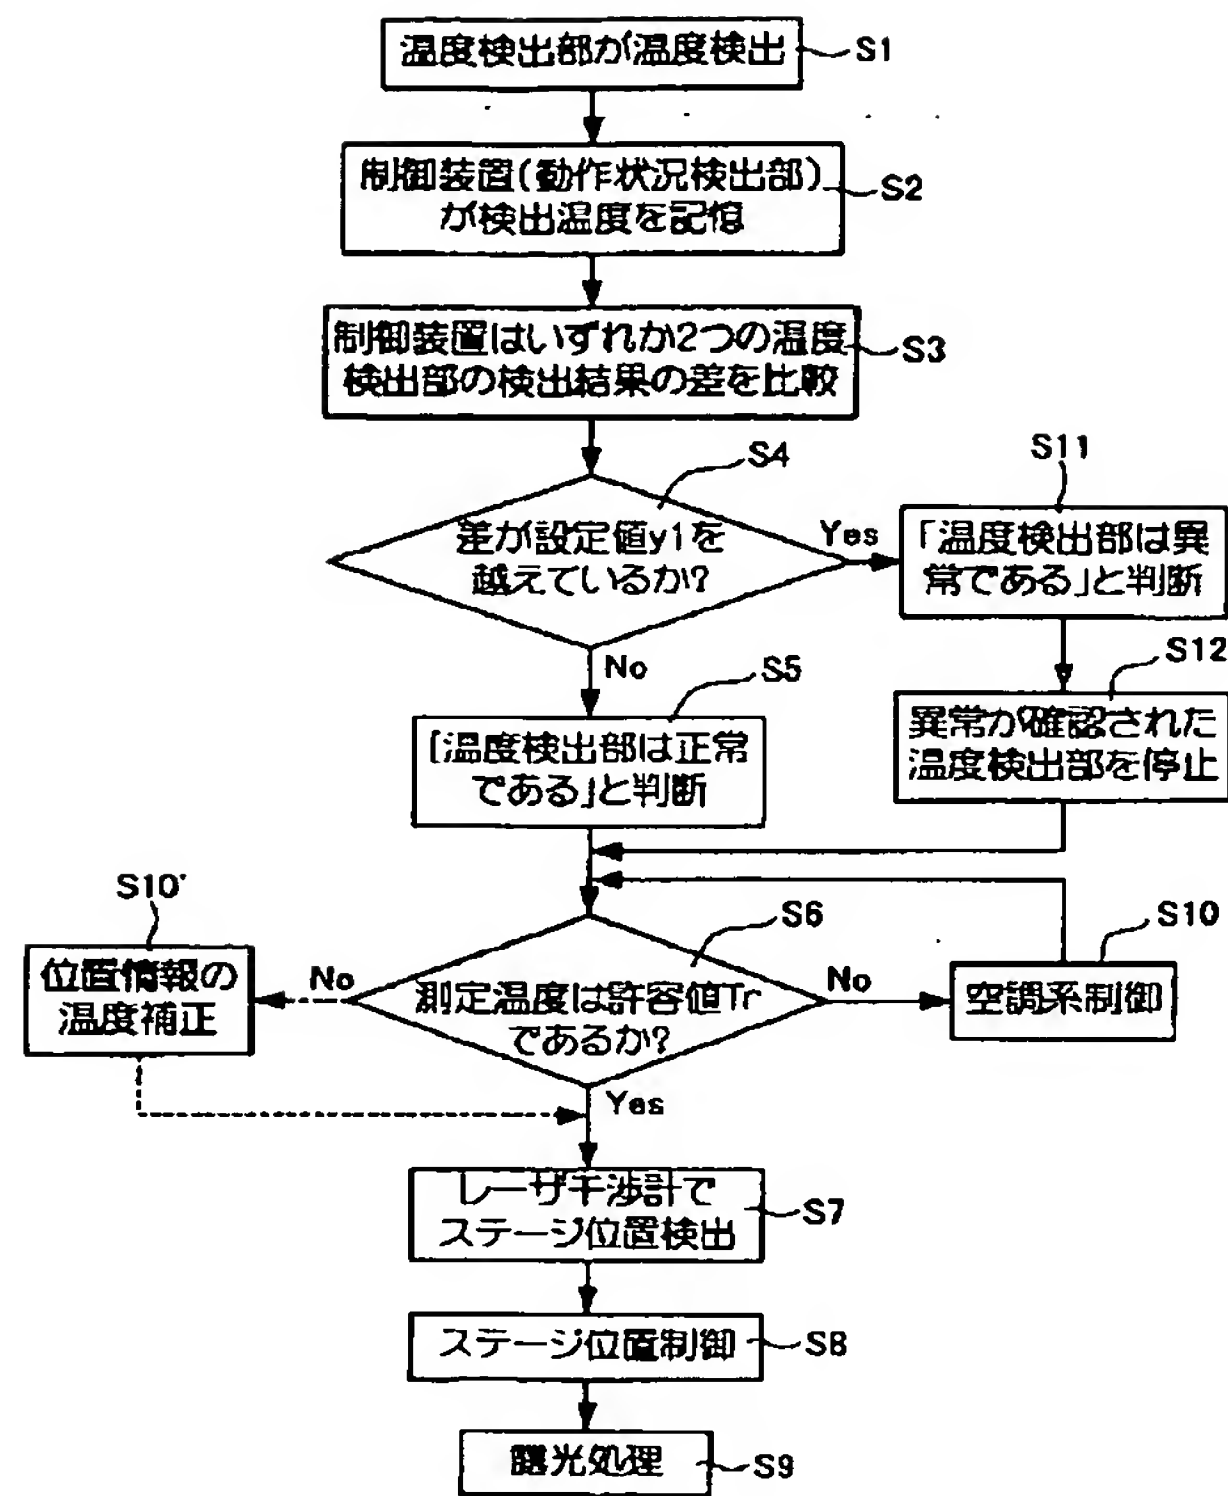 温度検出部が温度検出
S1
制御装置(動作状況検出部)
が検出温度を記憶
S2
制御装置はいずれか2つの温度
検出部の検出結果の差を比較
S3
S4
差が設定値y1を
越えているか?
Yes
No
S11
「温度検出部は異
常である」と判断
S12
異常が確認された
温度検出部を停止
S5
「温度検出部は正常
である」と判断
S10'
位置情報の
温度補正
No
S6
測定温度は許容値Tr
であるか?
No
S10
空調系制御
Yes
レーザ干渉計で
ステージ位置検出
S7
ステージ位置制御
S8
露光処理
S9